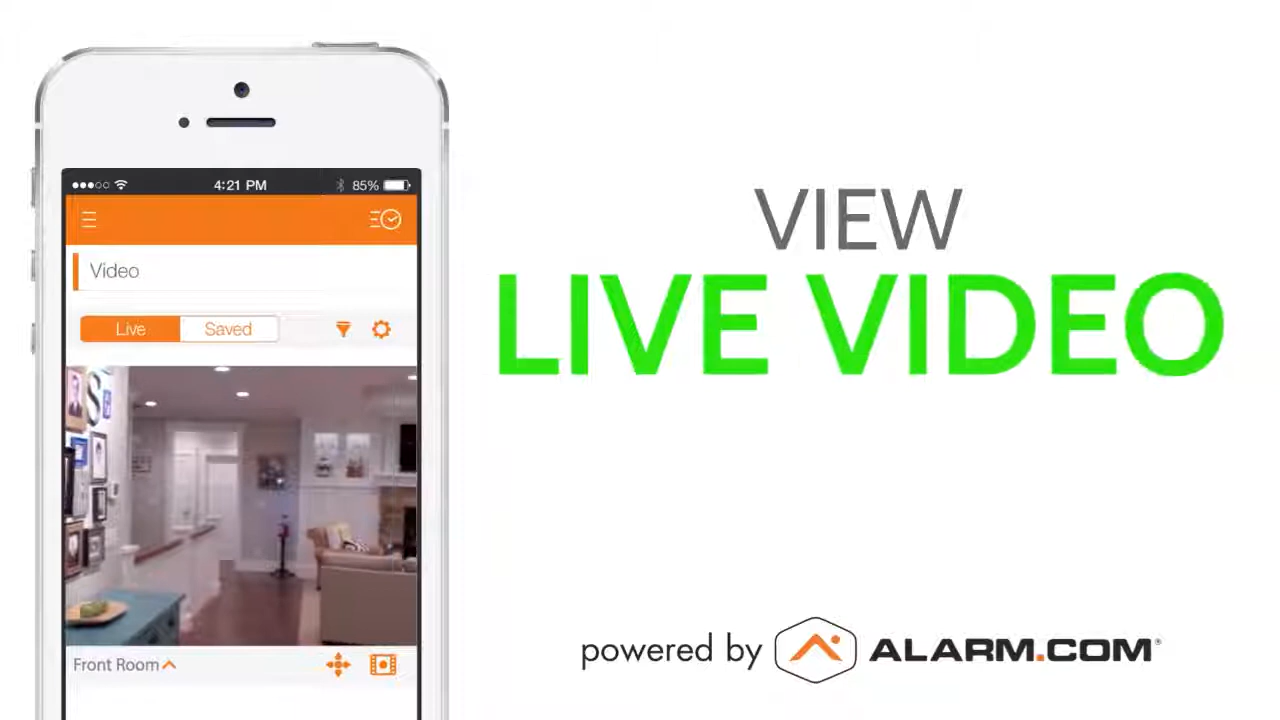 4:21 PM
85%
Video
Live Saved
Front Room
VIEW
LIVE VIDEO
powered by ALARM.COM®